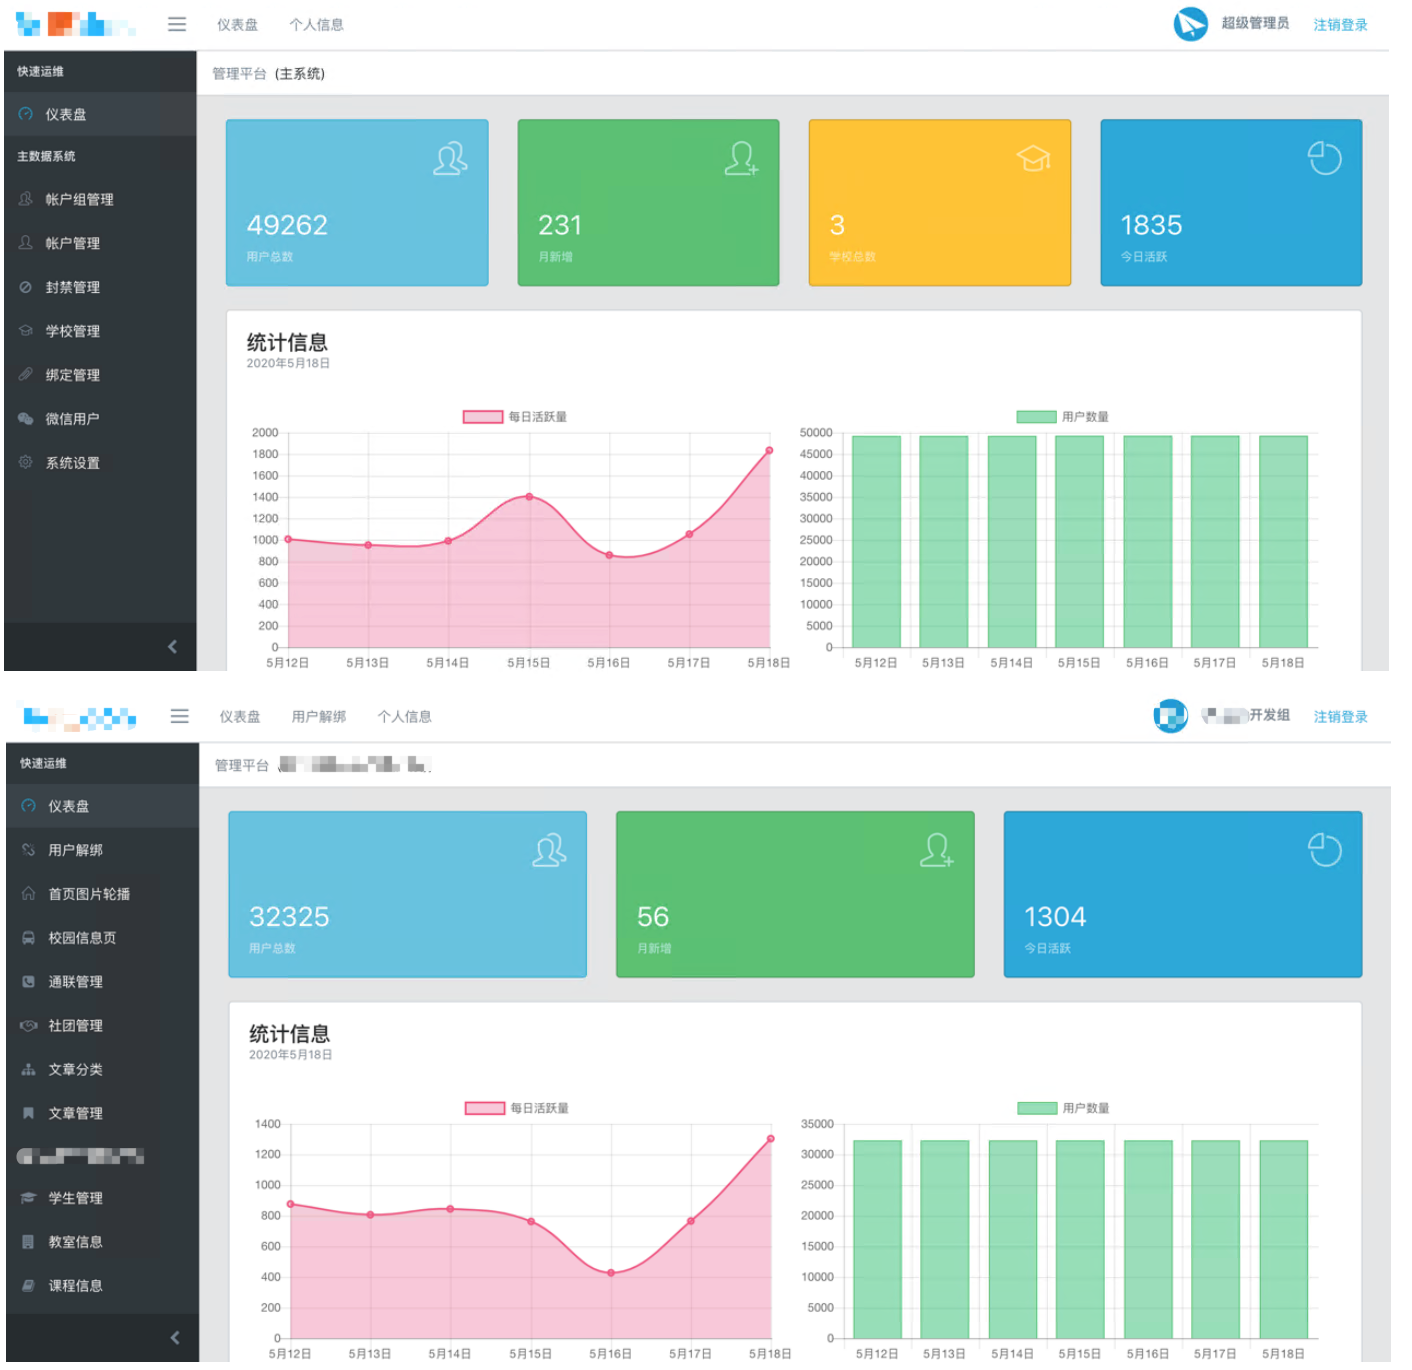 仪表盘 个人信息 超级管理员 注销登录
快速运维
管理平台 (主系统)
仪表盘
主数据系统
帐户组管理
帐户管理
封禁管理
学校管理
绑定管理
微信用户
系统设置
49262
用户总数
231
月新增
3
学校总数
1835
今日活跃
统计信息
2020年5月18日
每日活跃量
2000
1800
1600
1400
1200
1000
800
600
400
200
0
5月12日 5月13日 5月14日 5月15日 5月16日 5月17日 5月18日
用户数量
50000
45000
40000
35000
30000
25000
20000
15000
10000
5000
0
5月12日 5月13日 5月14日 5月15日 5月16日 5月17日 5月18日
仪表盘 用户解绑 个人信息 开发组 注销登录
快速运维
管理平台
仪表盘
用户解绑
首页图片轮播
校园信息页
通联管理
社团管理
文章分类
文章管理
学生管理
教室信息
课程信息
32325
用户总数
56
月新增
1304
今日活跃
统计信息
2020年5月18日
每日活跃量
1400
1200
1000
800
600
400
200
0
5月12日 5月13日 5月14日 5月15日 5月16日 5月17日 5月18日
用户数量
35000
30000
25000
20000
15000
10000
5000
0
5月12日 5月13日 5月14日 5月15日 5月16日 5月17日 5月18日